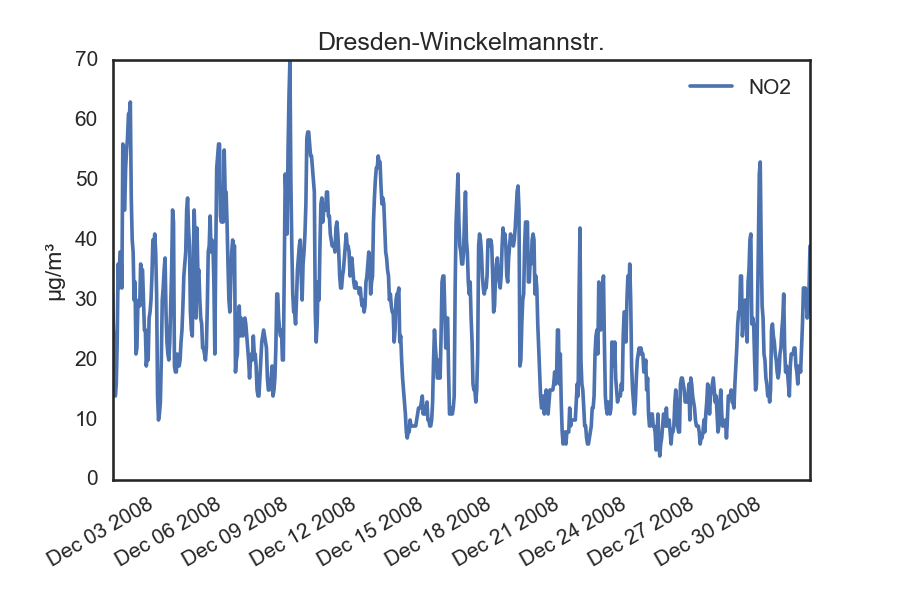 Dresden-Winckelmannstr.
NO2
µg/m³
70
60
50
40
30
20
10
0
Dec 03 2008
Dec 06 2008
Dec 09 2008
Dec 12 2008
Dec 15 2008
Dec 18 2008
Dec 21 2008
Dec 24 2008
Dec 27 2008
Dec 30 2008